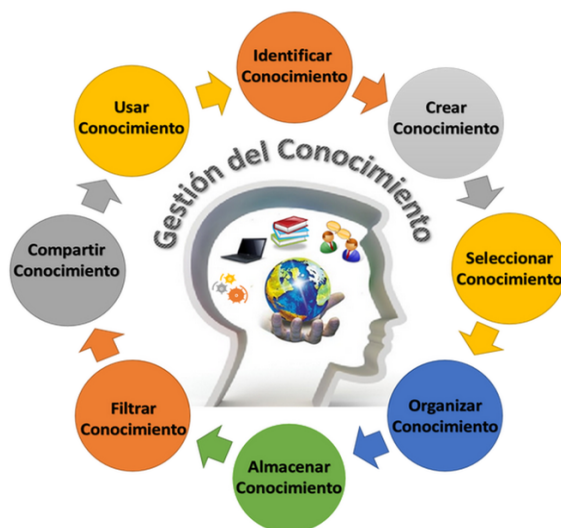 Identificar
Conocimiento
Crear
Conocimiento
Seleccionar
Conocimiento
Organizar
Conocimiento
Almacenar
Conocimiento
Filtrar
Conocimiento
Compartir
Conocimiento
Usar
Conocimiento
Gestión del Conocimiento